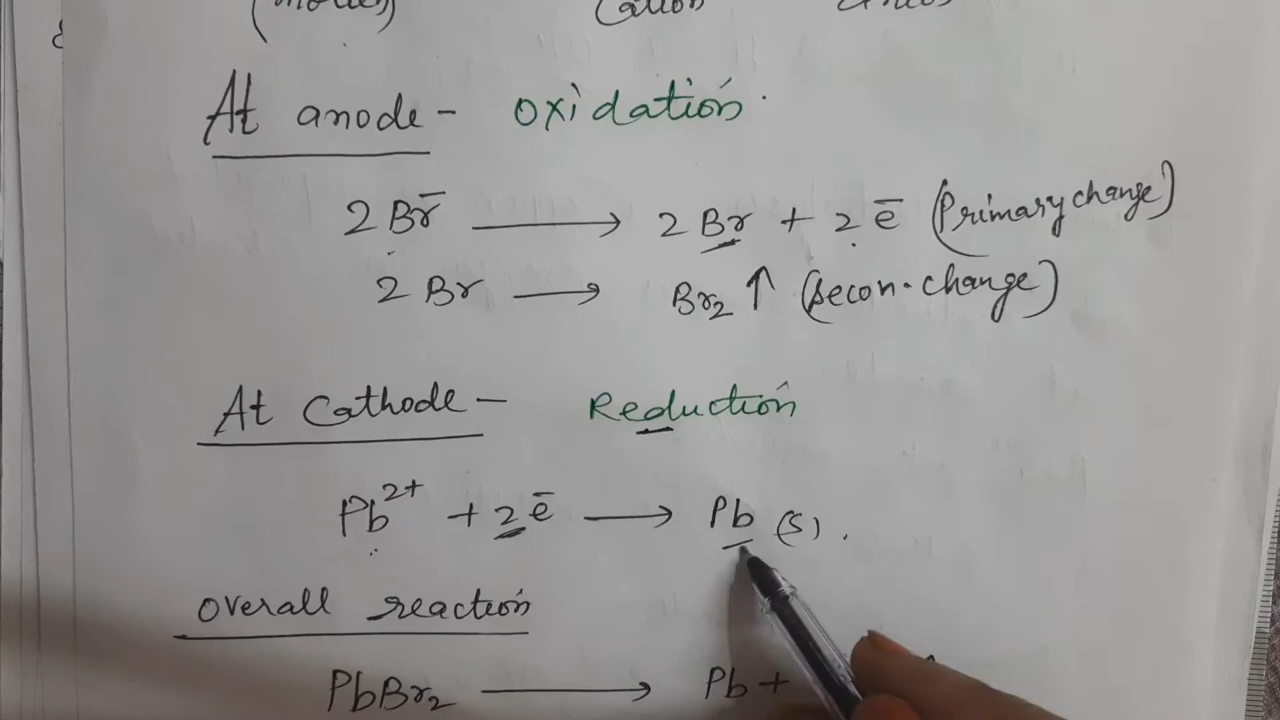 At anode - Oxidation
2 Br⁻ ⟶ 2 Br + 2 e⁻ (Primary change)
2 Br ⟶ Br₂ ↑ (Secon. change)
At Cathode - Reduction
Pb²⁺ + 2 e⁻ ⟶ Pb (S).
Overall reaction
PbBr₂ ⟶ Pb +